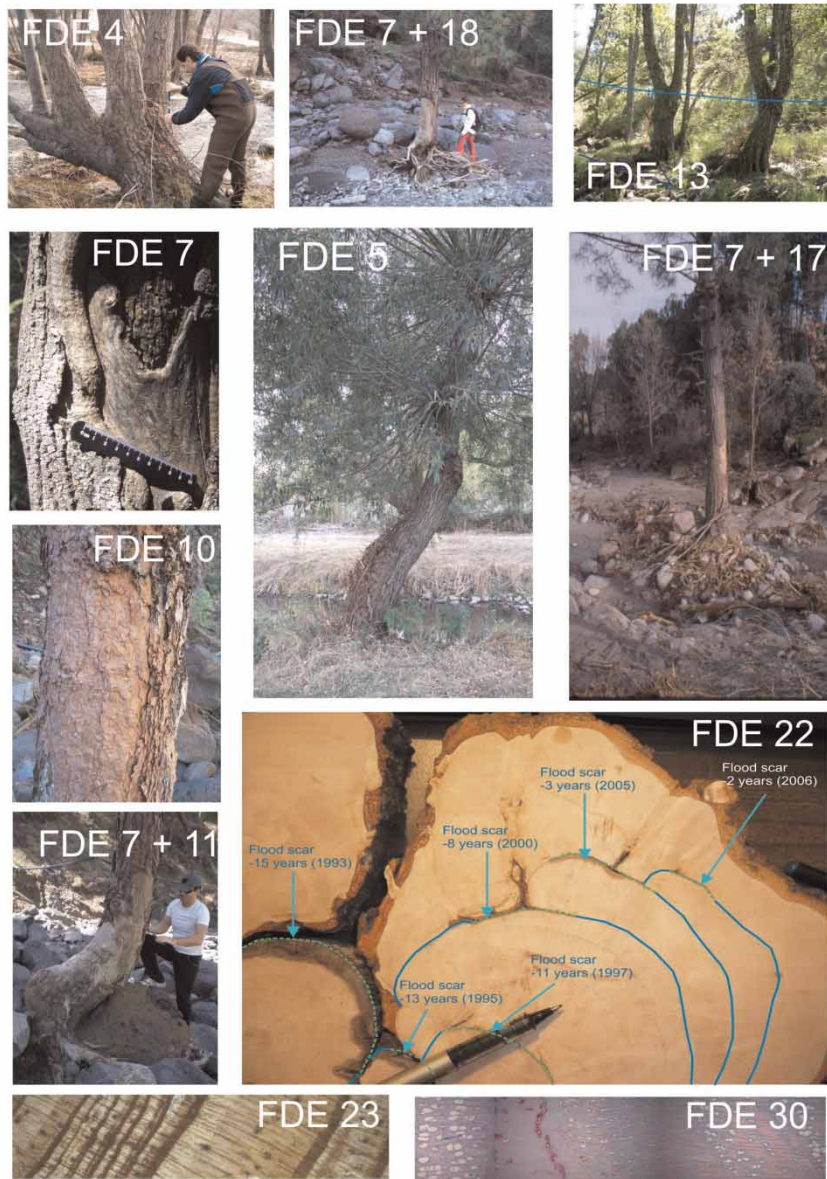 FDE 4
FDE 7 + 18
FDE 13
FDE 7
FDE 5
FDE 7 + 17
FDE 10
FDE 22
Flood scar
-3 years (2005)
Flood scar
-2 years (2006)
Flood scar
-8 years (2000)
Flood scar
-15 years (1993)
Flood scar
-11 years (1997)
Flood scar
-13 years (1995)
FDE 7 + 11
FDE 23
FDE 30